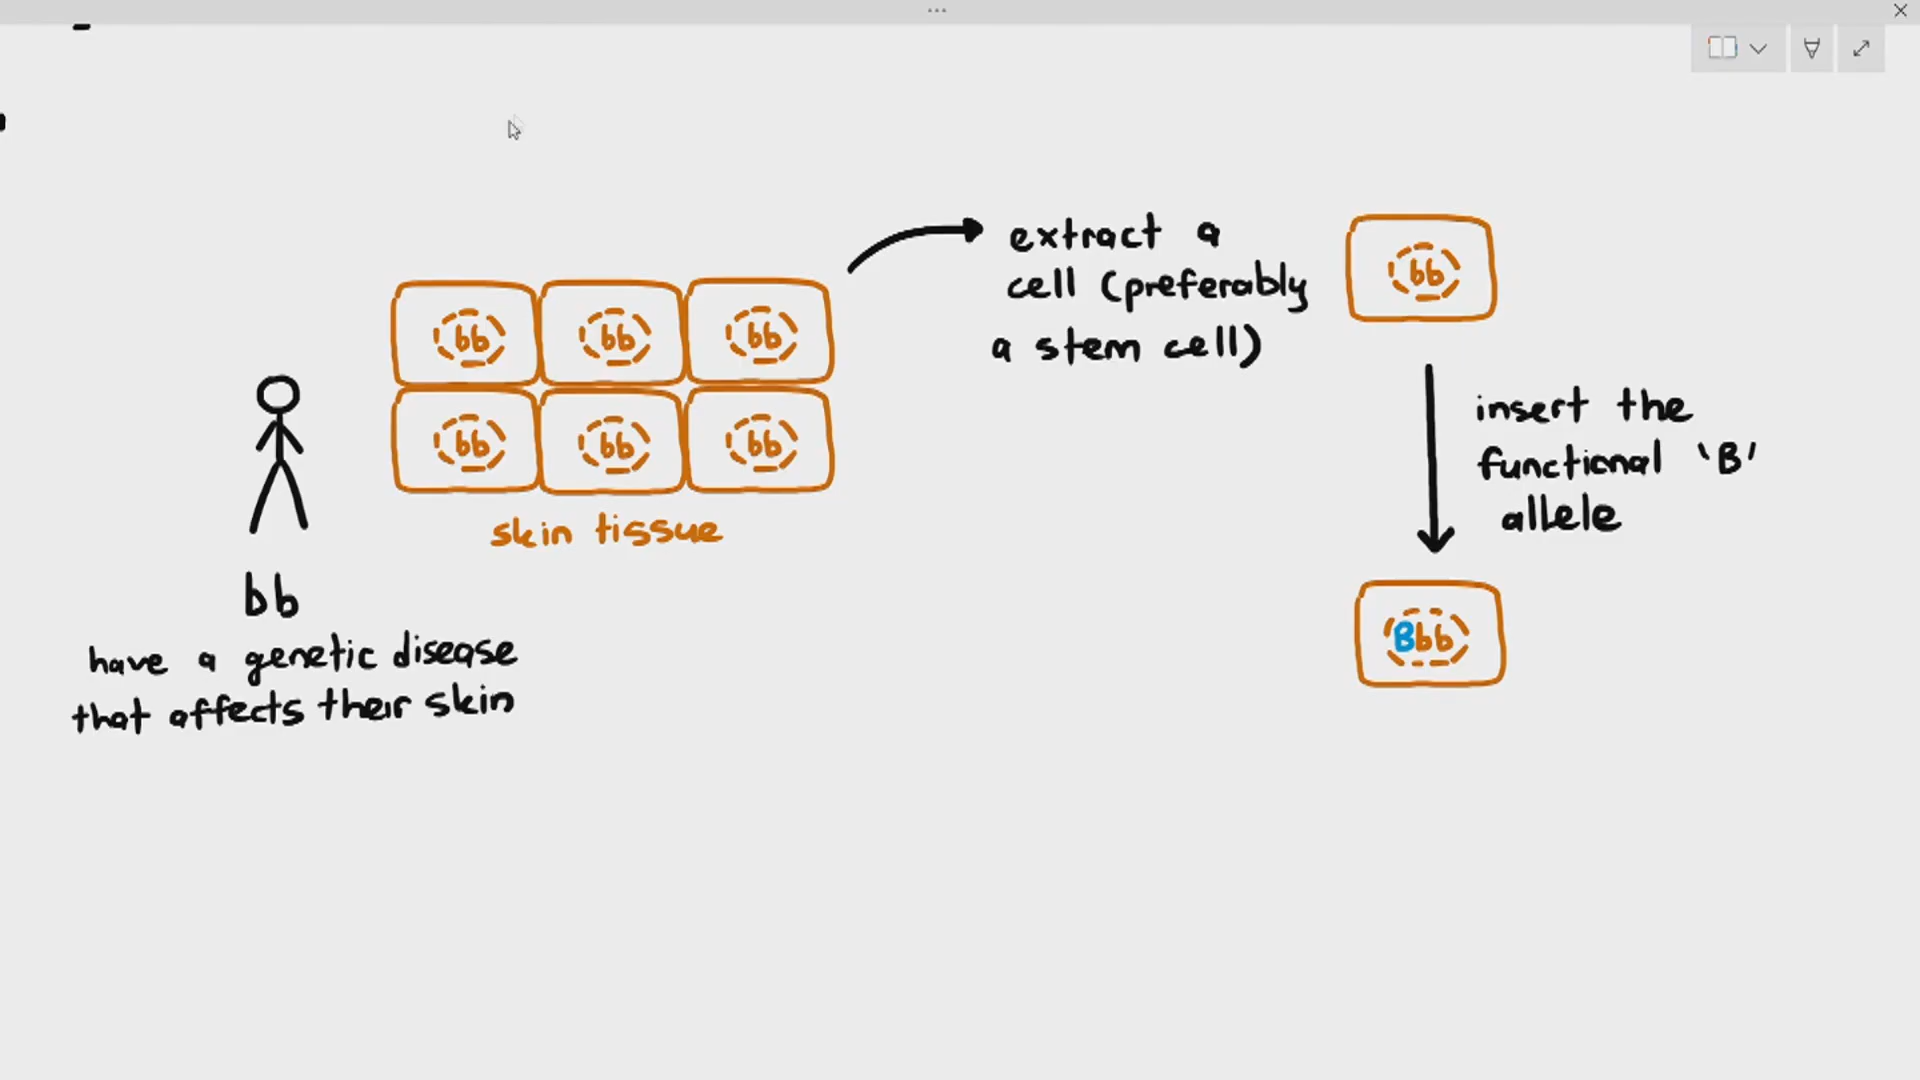 extract a
cell (preferably
a stem cell)
bb
bb bb bb
bb bb bb
skin tissue
bb
have a genetic disease
that affects their skin
insert the
functional 'B'
allele
Bbb